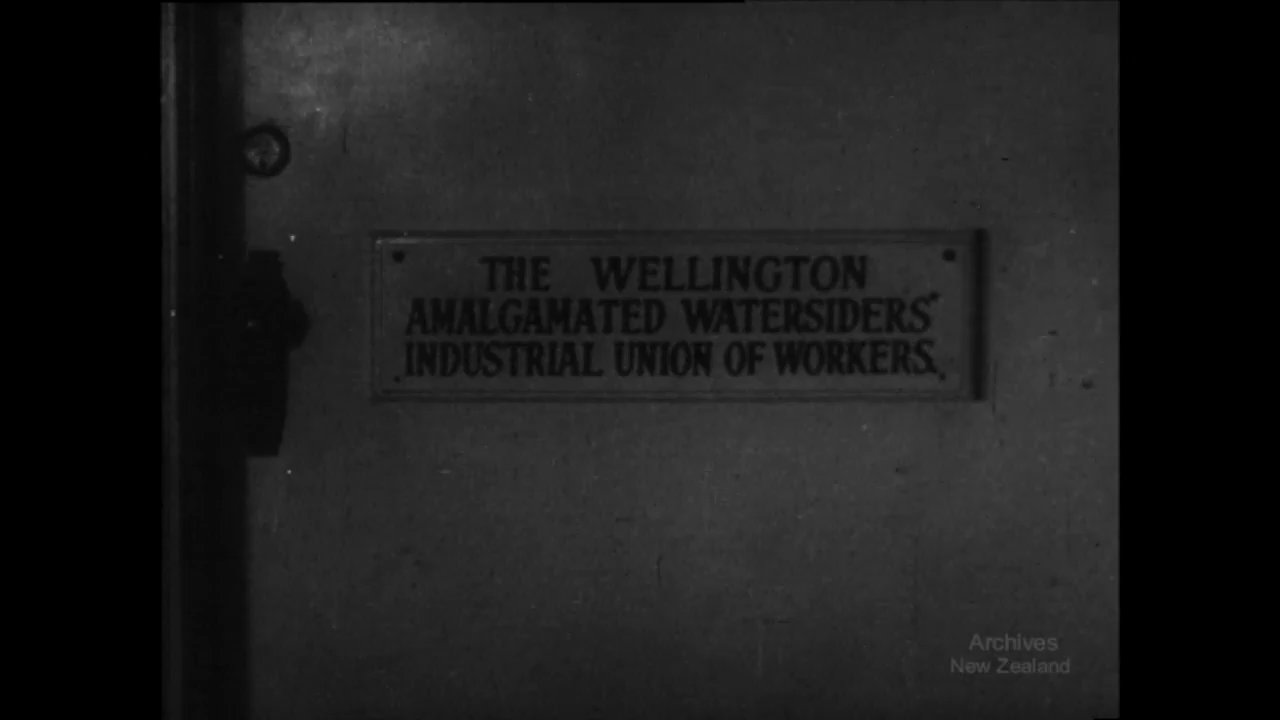 THE WELLINGTON
AMALGAMATED WATERSIDERS'
INDUSTRIAL UNION OF WORKERS.
Archives
New Zealand